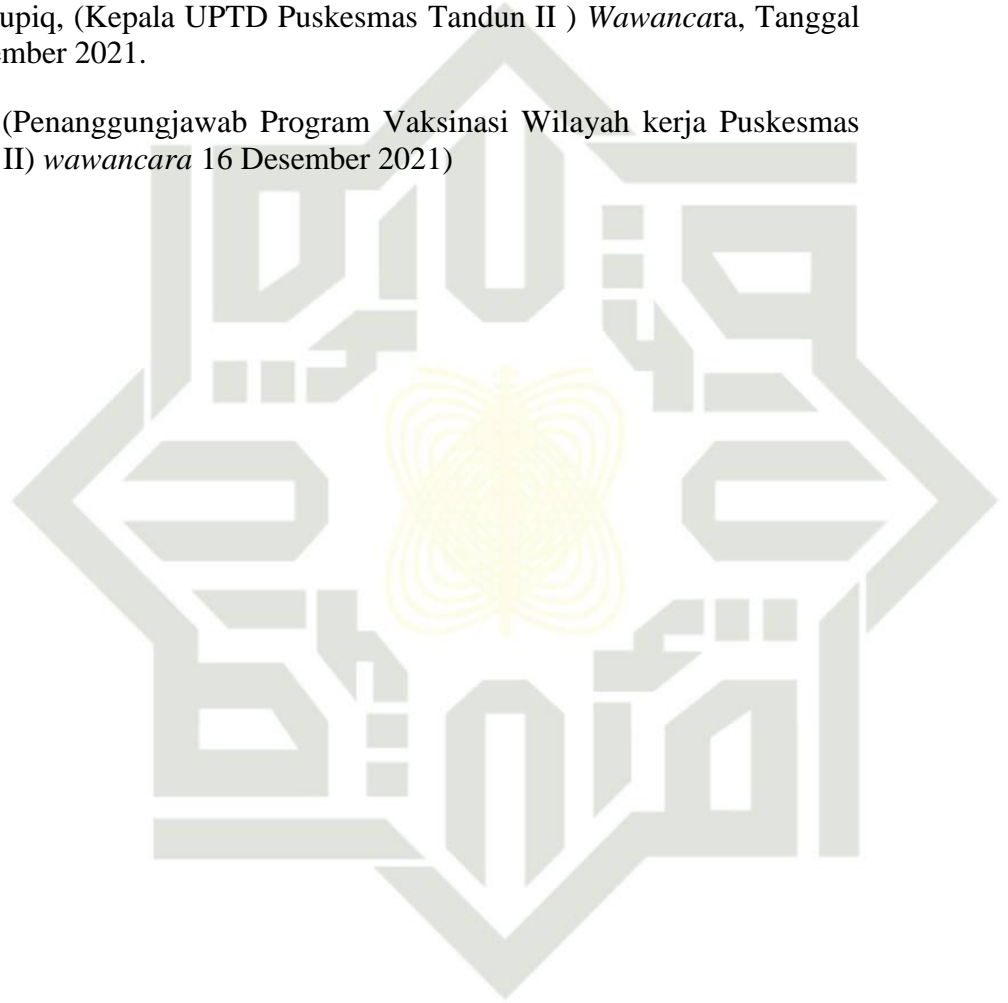 upiq, (Kepala UPTD Puskesmas Tandun II ) Wawancara, Tanggal
ember 2021.
(Penanggungjawab Program Vaksinasi Wilayah kerja Puskesmas
II) wawancara 16 Desember 2021)